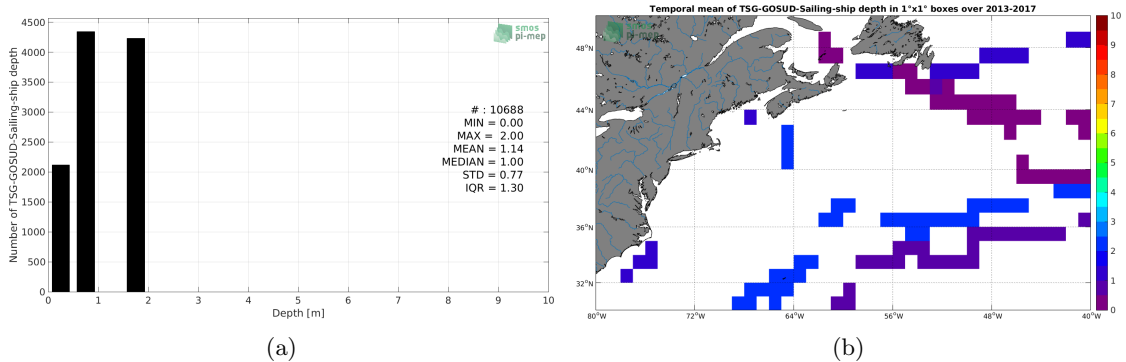 smos
pi-mep
4500
4000
3500
3000
2500
2000
1500
1000
500
0
Number of TSG-GOSUD-Sailing-ship depth
# : 10688
MIN = 0.00
MAX = 2.00
MEAN = 1.14
MEDIAN = 1.00
STD = 0.77
IQR = 1.30
0 1 2 3 4 5 6 7 8 9 10
Depth [m]
(a)
Temporal mean of TSG-GOSUD-Sailing-ship depth in 1°x1° boxes over 2013-2017
smos
pi-mep
48°N
44°N
40°N
36°N
32°N
80°W 72°W 64°W 56°W 48°W 40°W
10
9
8
7
6
5
4
3
2
1
0
(b)